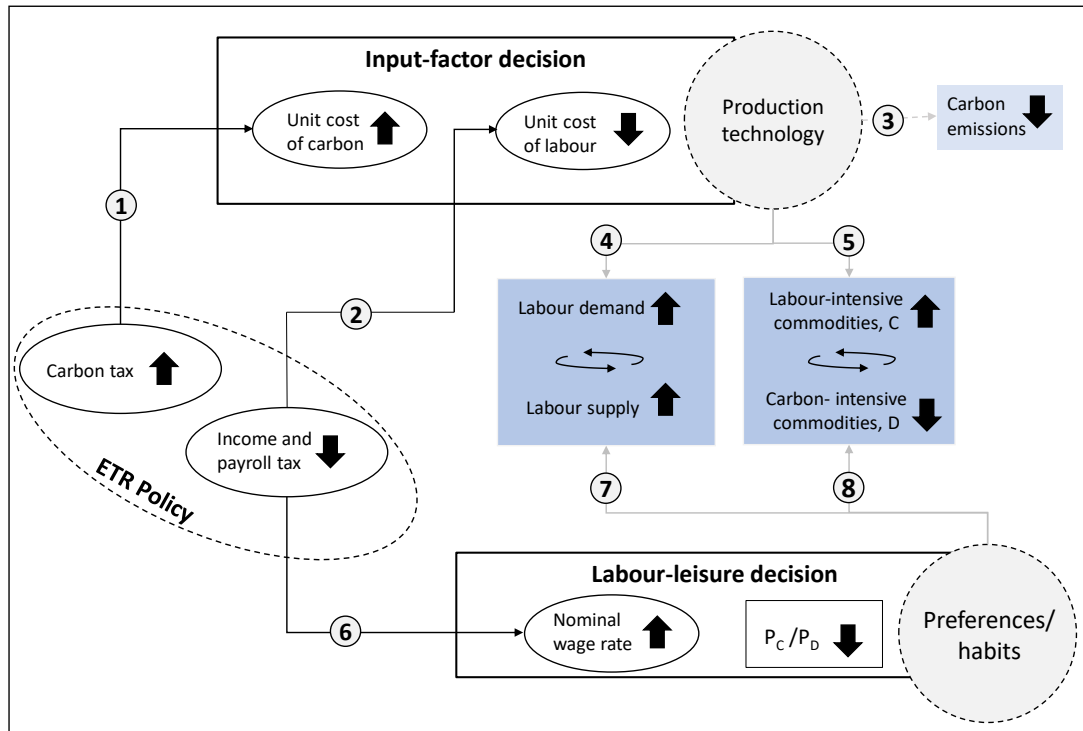 Input-factor decision
Unit cost
of carbon
Unit cost
of labour
Production
technology
3
Carbon
emissions
1
2
4
5
Labour demand
Labour supply
Labour-intensive
commodities, C
Carbon- intensive
commodities, D
Carbon tax
Income and
payroll tax
ETR Policy
7
8
6
Labour-leisure decision
Nominal
wage rate
PC /PD
Preferences/
habits